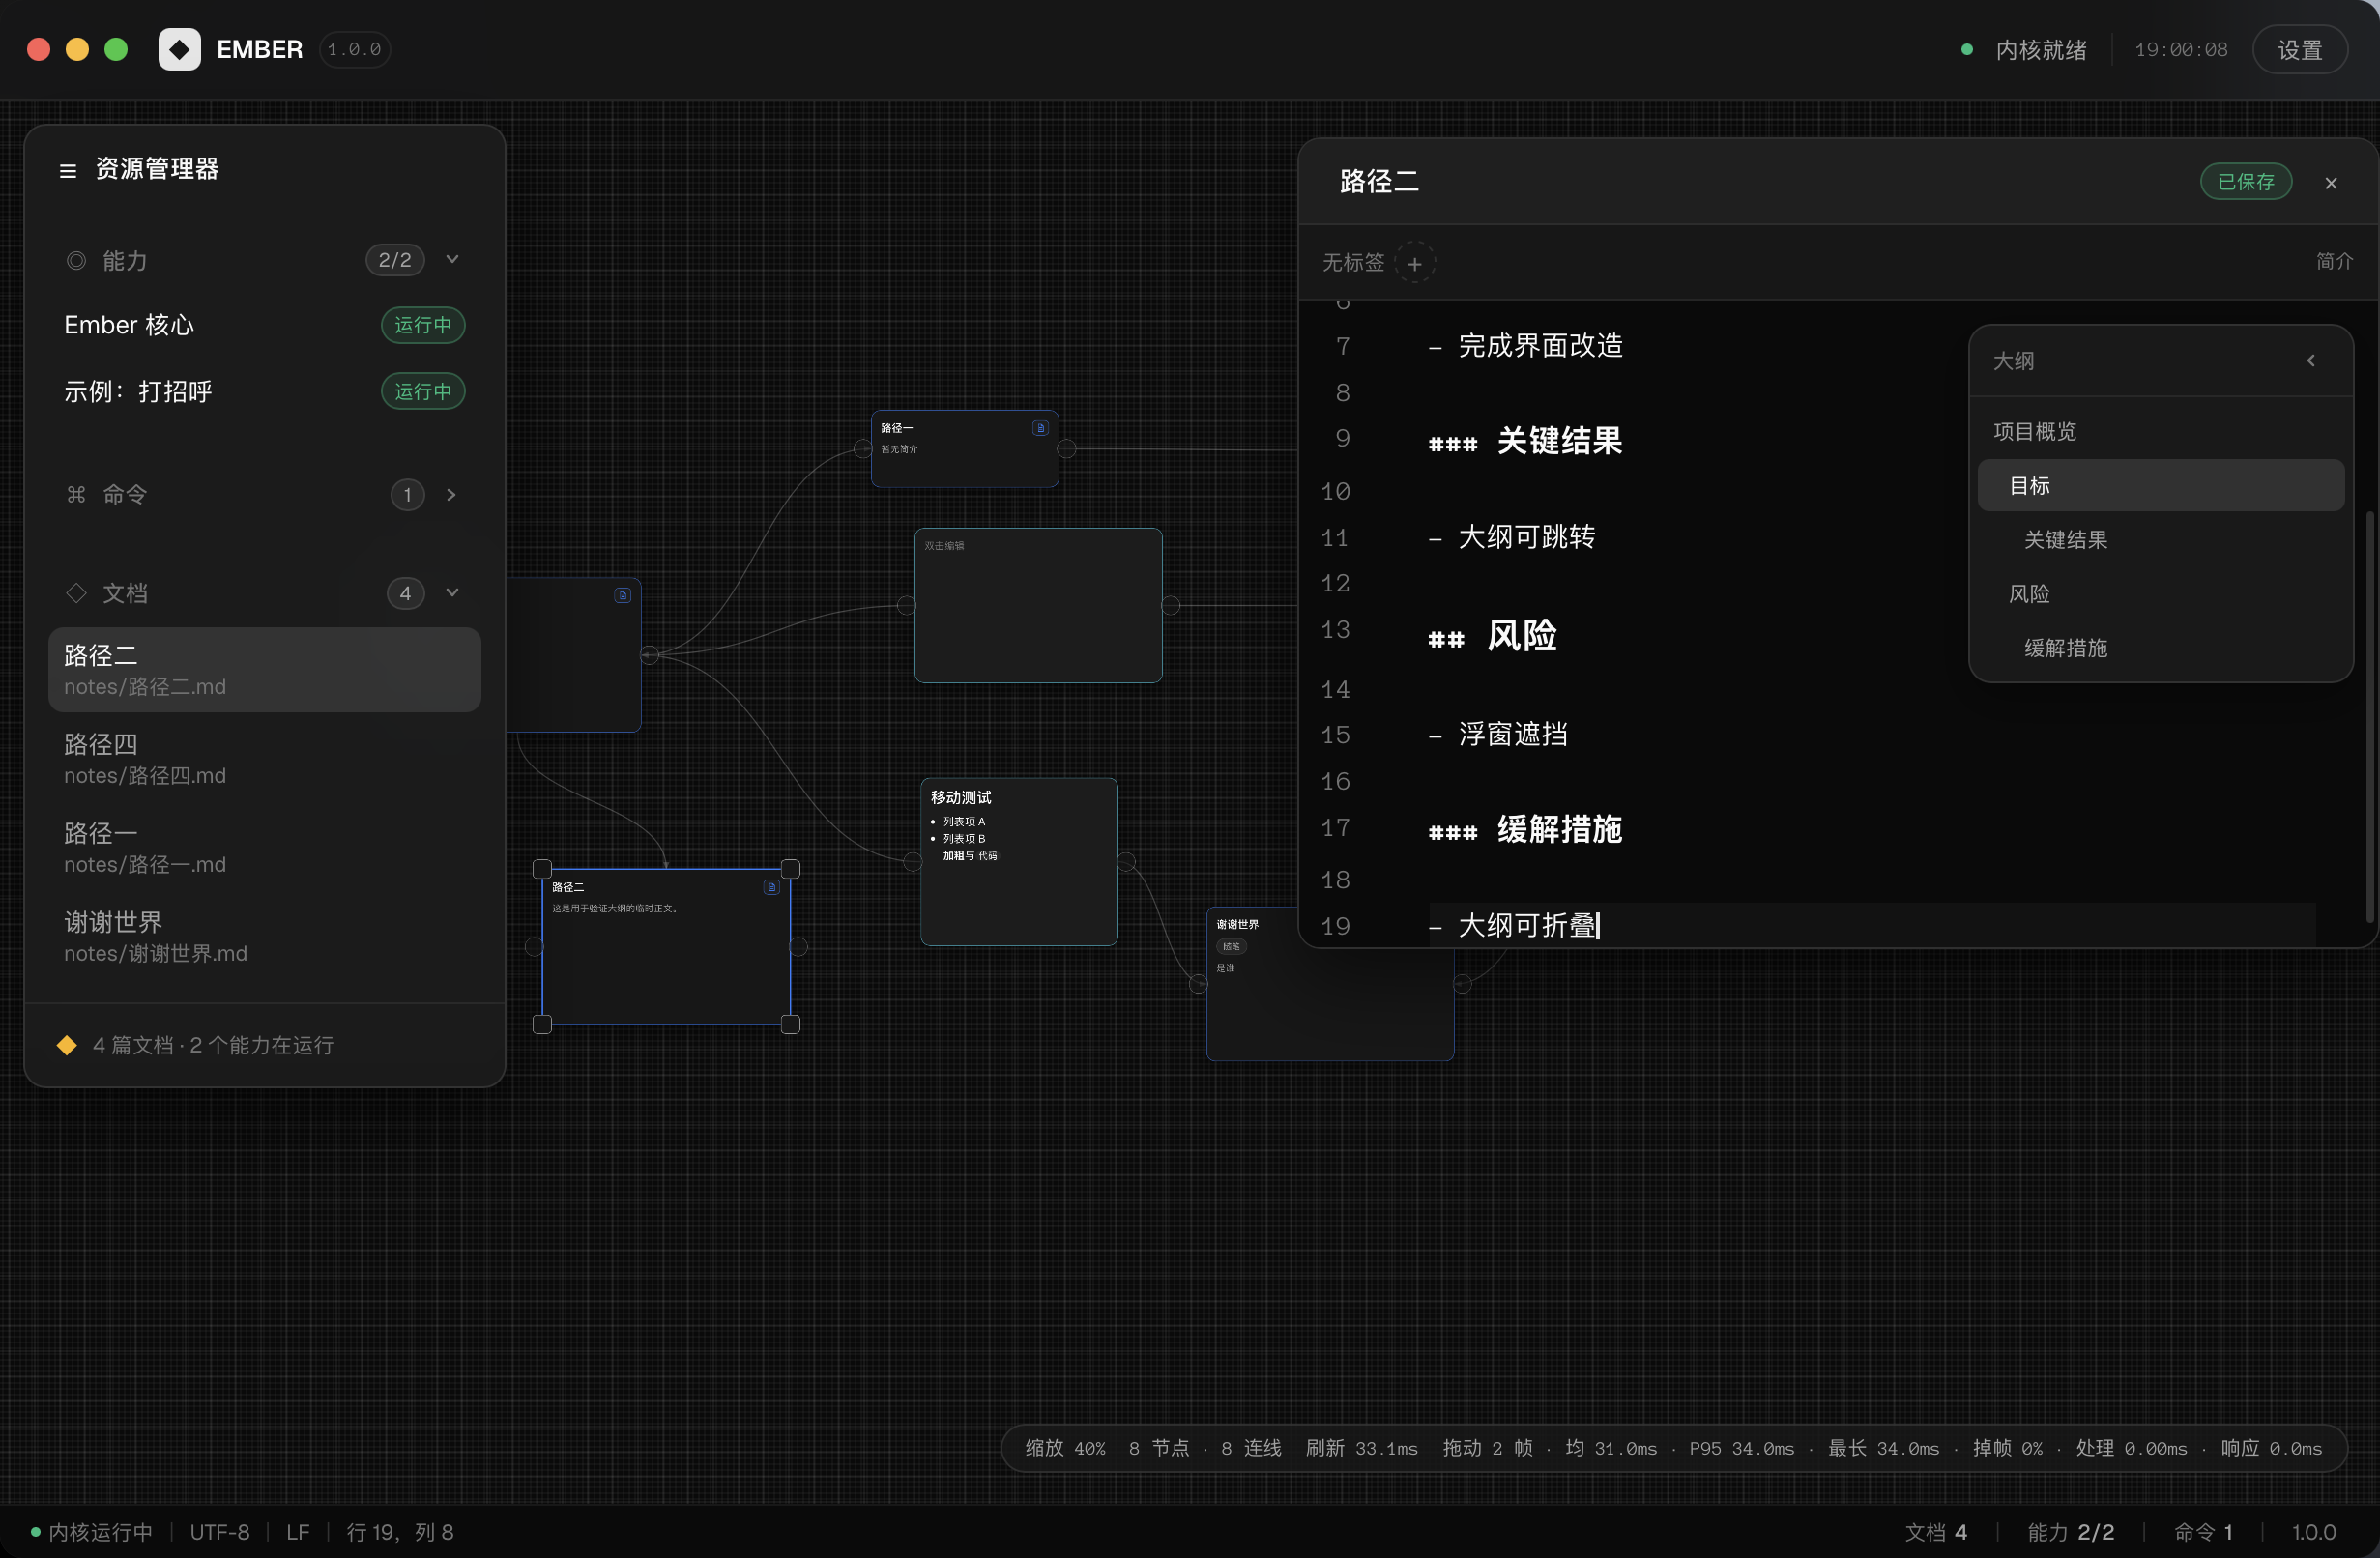 EMBER 1.0.0
内核就绪 19:00:08 设置
资源管理器
能力 2/2
Ember 核心 运行中
示例：打招呼 运行中
命令 1
文档 4
路径二
notes/路径二.md
路径四
notes/路径四.md
路径一
notes/路径一.md
谢谢世界
notes/谢谢世界.md
4 篇文档 · 2 个能力在运行
路径一
暂无简介
双击编辑
路径二
这是用于验证大纲的临时正文。
移动测试
• 列表项 A
• 列表项 B
加粗与 代码
谢谢世界
随笔
是谁
路径二 已保存 ×
无标签 + 简介
6
7 - 完成界面改造
8
9 ### 关键结果
10
11 - 大纲可跳转
12
13 ## 风险
14
15 - 浮窗遮挡
16
17 ### 缓解措施
18
19 - 大纲可折叠
大纲
项目概览
目标
关键结果
风险
缓解措施
缩放 40% 8 节点 · 8 连线 刷新 33.1ms 拖动 2 帧 · 均 31.0ms · P95 34.0ms · 最长 34.0ms · 掉帧 0% · 处理 0.00ms · 响应 0.0ms
内核运行中 UTF-8 LF 行 19，列 8
文档 4 能力 2/2 命令 1 1.0.0